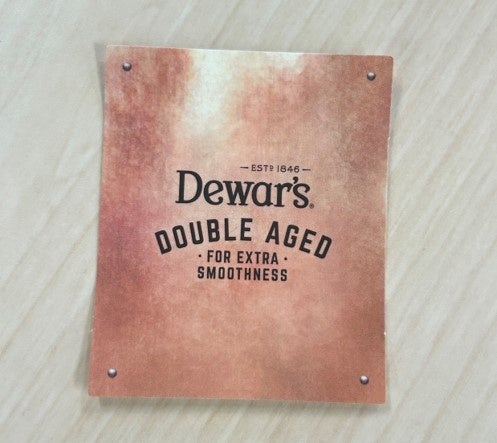 — ESTD 1846 —
Dewar's®
DOUBLE AGED
· FOR EXTRA ·
SMOOTHNESS